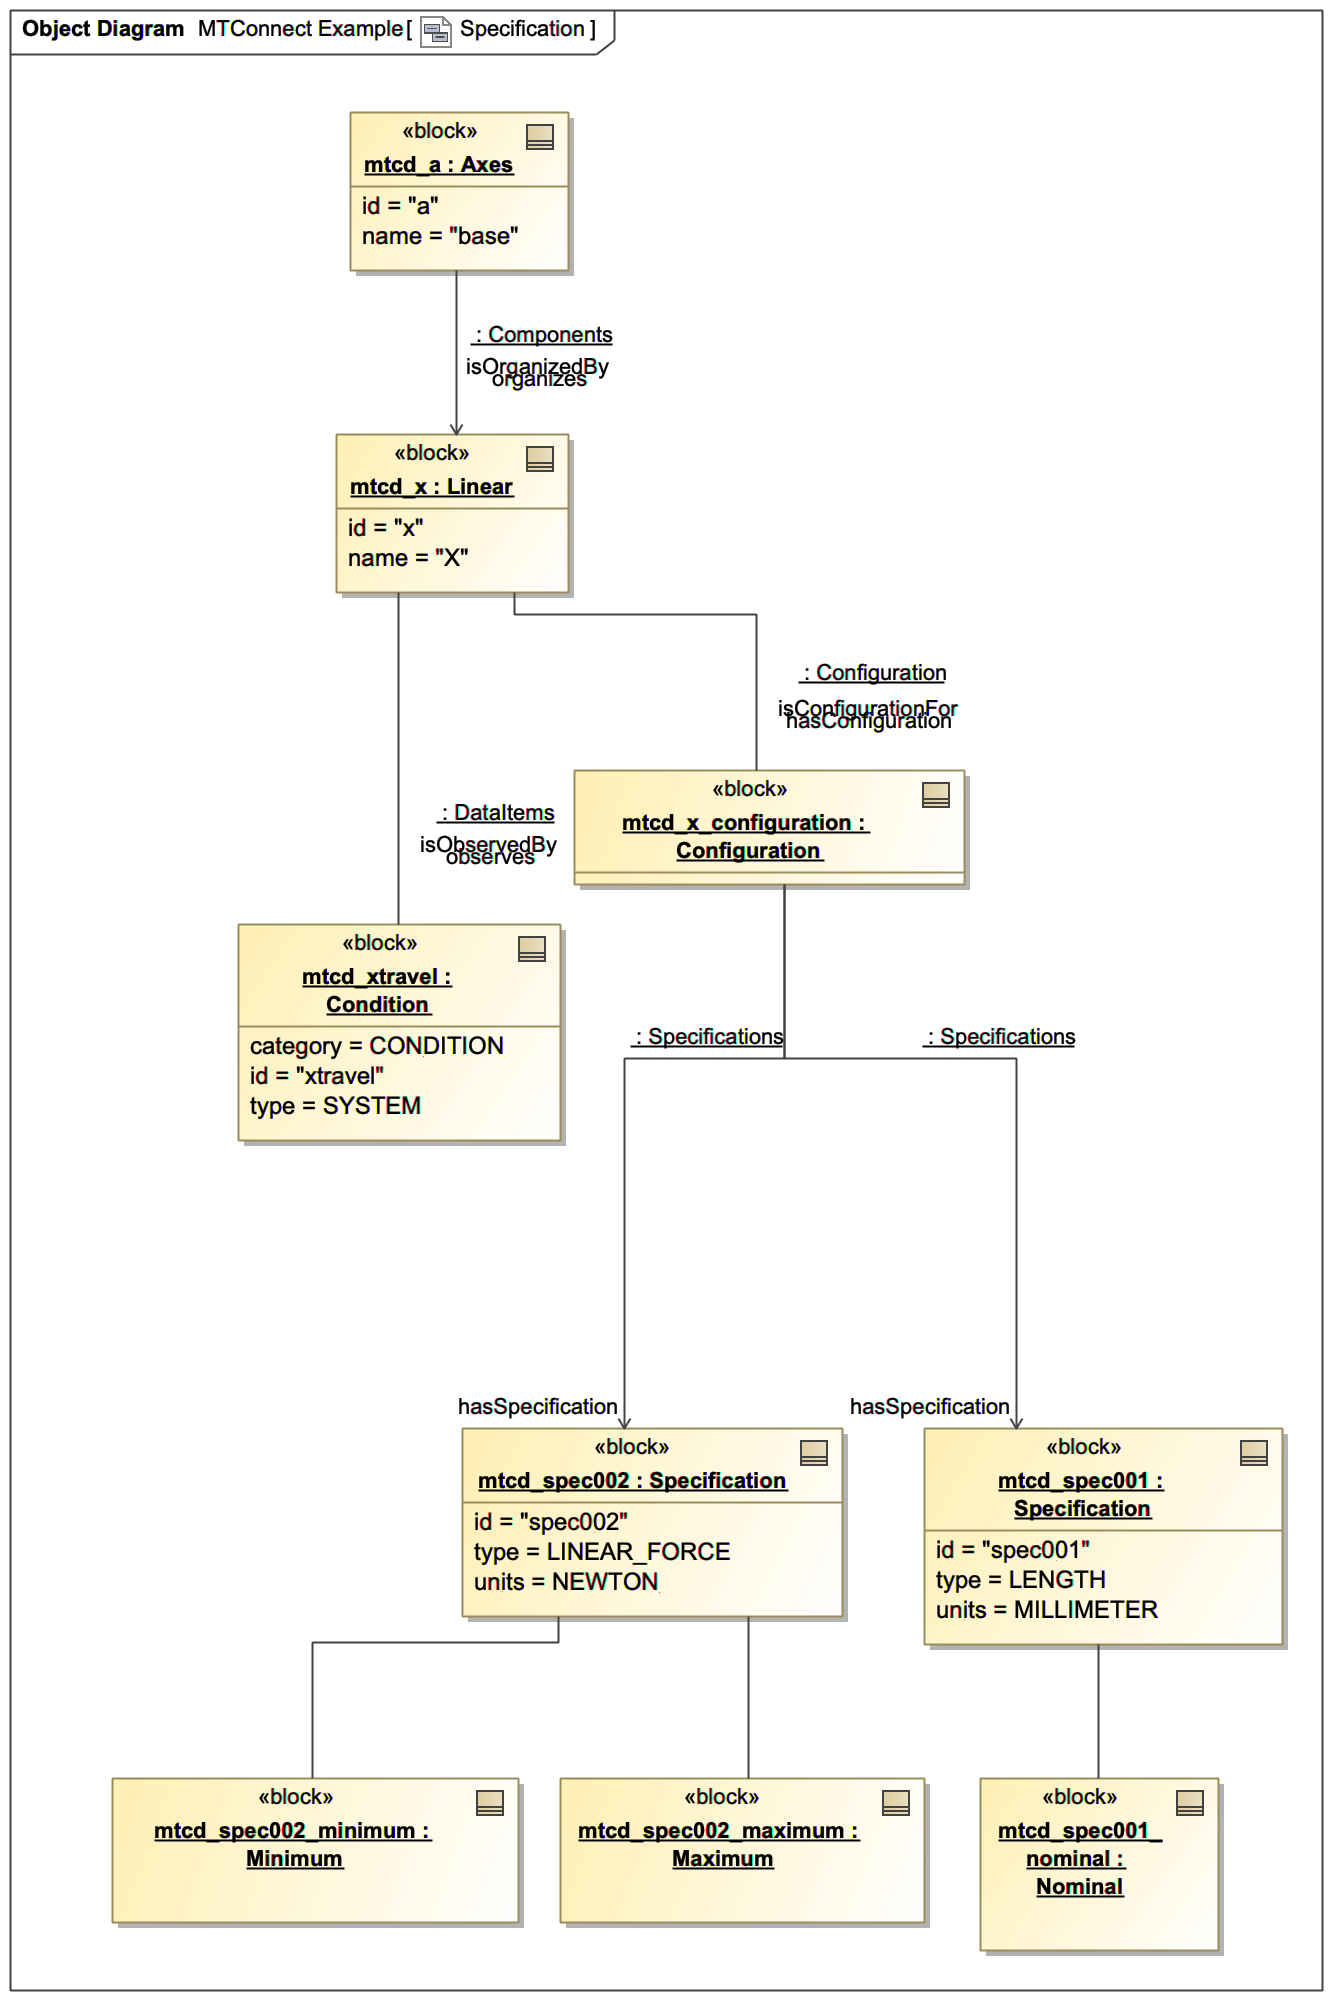 Object Diagram MTConnect Example[ Specification ]
«block»
mtcd_a : Axes
id = "a"
name = "base"
: Components
isOrganizedBy
organizes
«block»
mtcd_x : Linear
id = "x"
name = "X"
: Configuration
isConfigurationFor
hasConfiguration
«block»
mtcd_x_configuration :
Configuration
: DataItems
isObservedBy
observes
«block»
mtcd_xtravel :
Condition
category = CONDITION
id = "xtravel"
type = SYSTEM
: Specifications
: Specifications
hasSpecification
hasSpecification
«block»
mtcd_spec002 : Specification
id = "spec002"
type = LINEAR_FORCE
units = NEWTON
«block»
mtcd_spec001 :
Specification
id = "spec001"
type = LENGTH
units = MILLIMETER
«block»
mtcd_spec002_minimum :
Minimum
«block»
mtcd_spec002_maximum :
Maximum
«block»
mtcd_spec001_
nominal :
Nominal